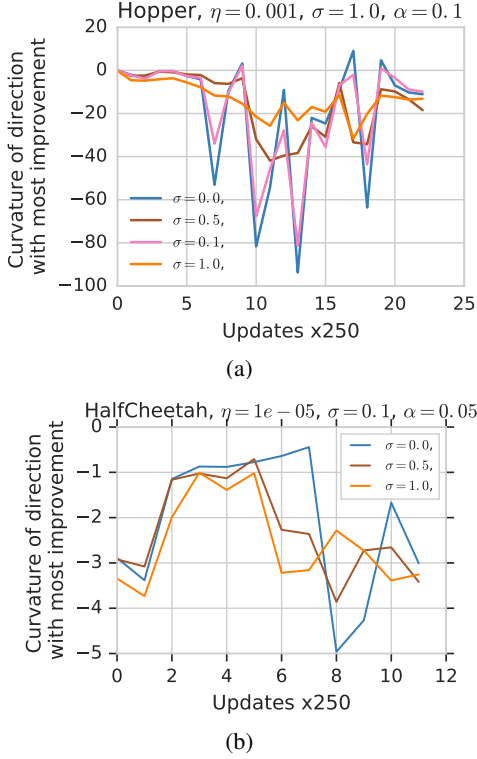 Hopper, η = 0.001, σ = 1.0, α = 0.1
20
0
−20
−40
−60
−80
−100
Curvature of direction
with most improvement
σ = 0.0,
σ = 0.5,
σ = 0.1,
σ = 1.0,
0 5 10 15 20 25
Updates x250
(a)
HalfCheetah, η = 1e − 05, σ = 0.1, α = 0.05
0
−1
−2
−3
−4
−5
Curvature of direction
with most improvement
σ = 0.0,
σ = 0.5,
σ = 1.0,
0 2 4 6 8 10 12
Updates x250
(b)